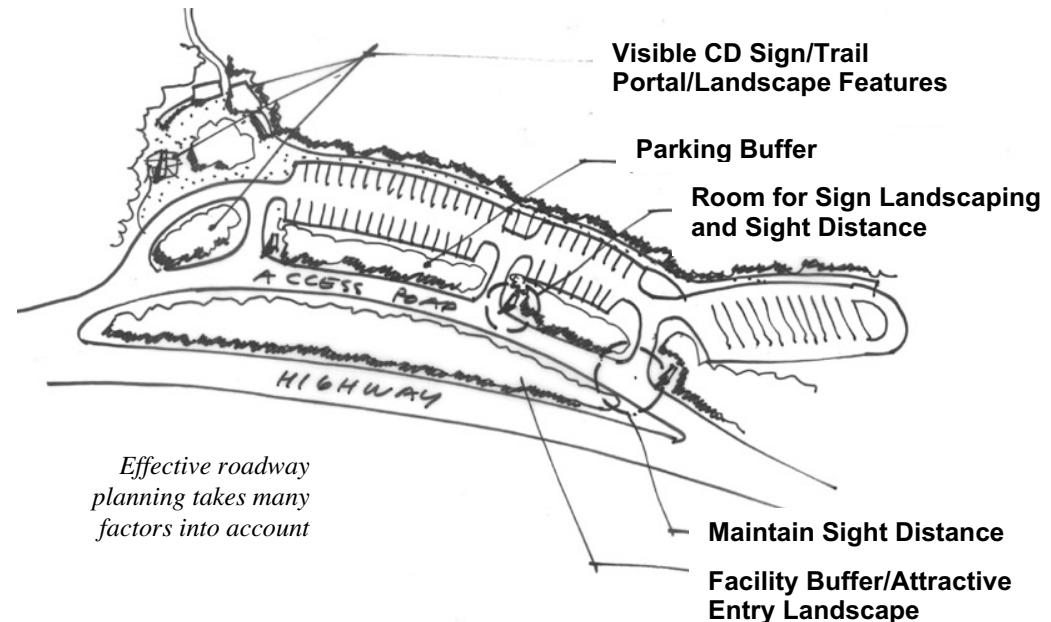 Visible CD Sign/Trail
Portal/Landscape Features
Parking Buffer
Room for Sign Landscaping
and Sight Distance
ACCESS ROAD
HIGHWAY
Effective roadway
planning takes many
factors into account
Maintain Sight Distance
Facility Buffer/Attractive
Entry Landscape